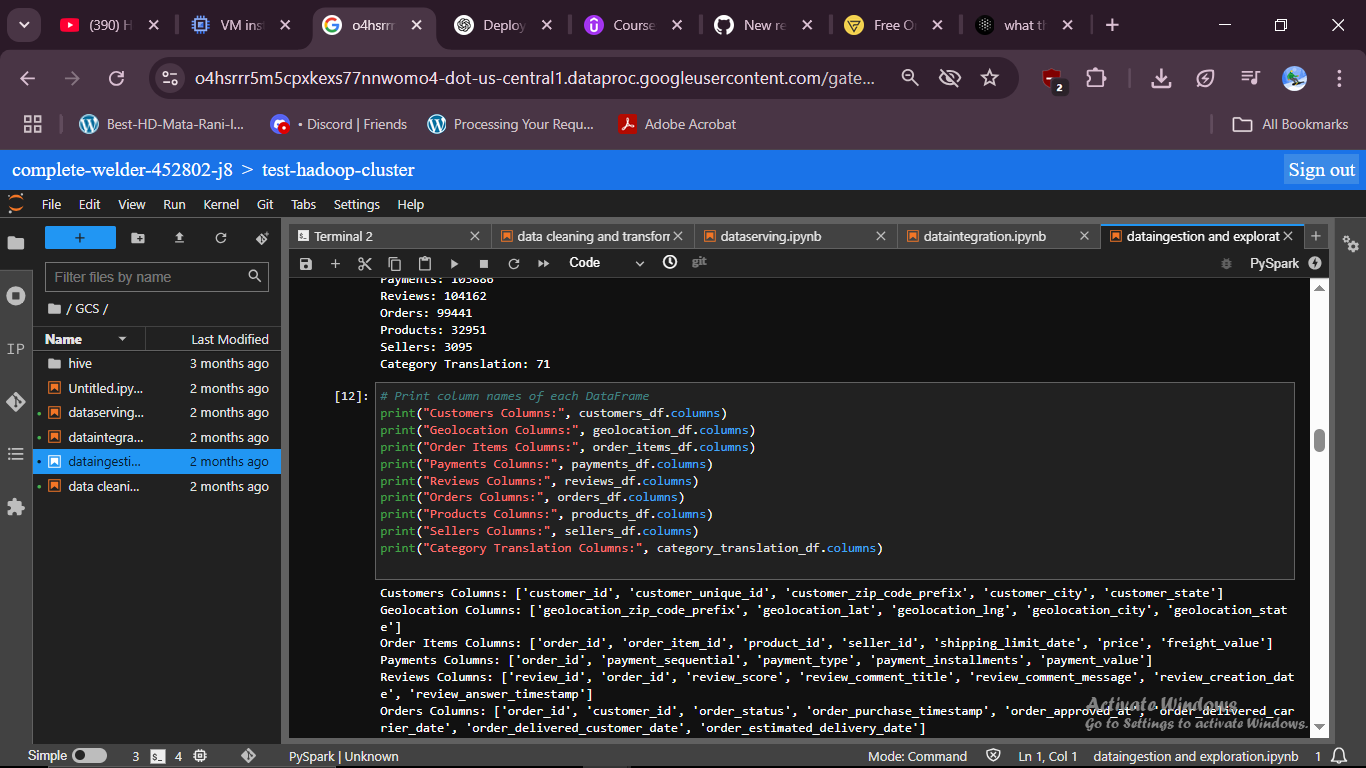 (390) H
VM ins
o4hsrrr
Deploy
Course
New re
Free O
what th
o4hsrrr5m5cpxkexs77nnwomo4-dot-us-central1.dataproc.googleusercontent.com/gate...
2
Best-HD-Mata-Rani-I...
• Discord | Friends
Processing Your Requ...
Adobe Acrobat
All Bookmarks
complete-welder-452802-j8 > test-hadoop-cluster
Sign out
File Edit View Run Kernel Git Tabs Settings Help
Terminal 2
data cleaning and transforn
dataserving.ipynb
dataintegration.ipynb
dataingestion and explorat
Code
git
PySpark
Filter files by name
/ GCS /
Name
Last Modified
hive 3 months ago
Untitled.ipy... 2 months ago
dataserving... 2 months ago
dataintegra... 2 months ago
dataingesti... 2 months ago
data cleani... 2 months ago
IP
Payments: 103886
Reviews: 104162
Orders: 99441
Products: 32951
Sellers: 3095
Category Translation: 71
[12]: # Print column names of each DataFrame
print("Customers Columns:", customers_df.columns)
print("Geolocation Columns:", geolocation_df.columns)
print("Order Items Columns:", order_items_df.columns)
print("Payments Columns:", payments_df.columns)
print("Reviews Columns:", reviews_df.columns)
print("Orders Columns:", orders_df.columns)
print("Products Columns:", products_df.columns)
print("Sellers Columns:", sellers_df.columns)
print("Category Translation Columns:", category_translation_df.columns)
Customers Columns: ['customer_id', 'customer_unique_id', 'customer_zip_code_prefix', 'customer_city', 'customer_state']
Geolocation Columns: ['geolocation_zip_code_prefix', 'geolocation_lat', 'geolocation_lng', 'geolocation_city', 'geolocation_stat
e']
Order Items Columns: ['order_id', 'order_item_id', 'product_id', 'seller_id', 'shipping_limit_date', 'price', 'freight_value']
Payments Columns: ['order_id', 'payment_sequential', 'payment_type', 'payment_installments', 'payment_value']
Reviews Columns: ['review_id', 'order_id', 'review_score', 'review_comment_title', 'review_comment_message', 'review_creation_da
te', 'review_answer_timestamp']
Orders Columns: ['order_id', 'customer_id', 'order_status', 'order_purchase_timestamp', 'order_approved_at', 'order_delivered_car
rier_date', 'order_delivered_customer_date', 'order_estimated_delivery_date']
Activate Windows
Go to Settings to activate Windows.
Simple
3
4
PySpark | Unknown
Mode: Command
Ln 1, Col 1
dataingestion and exploration.ipynb
1